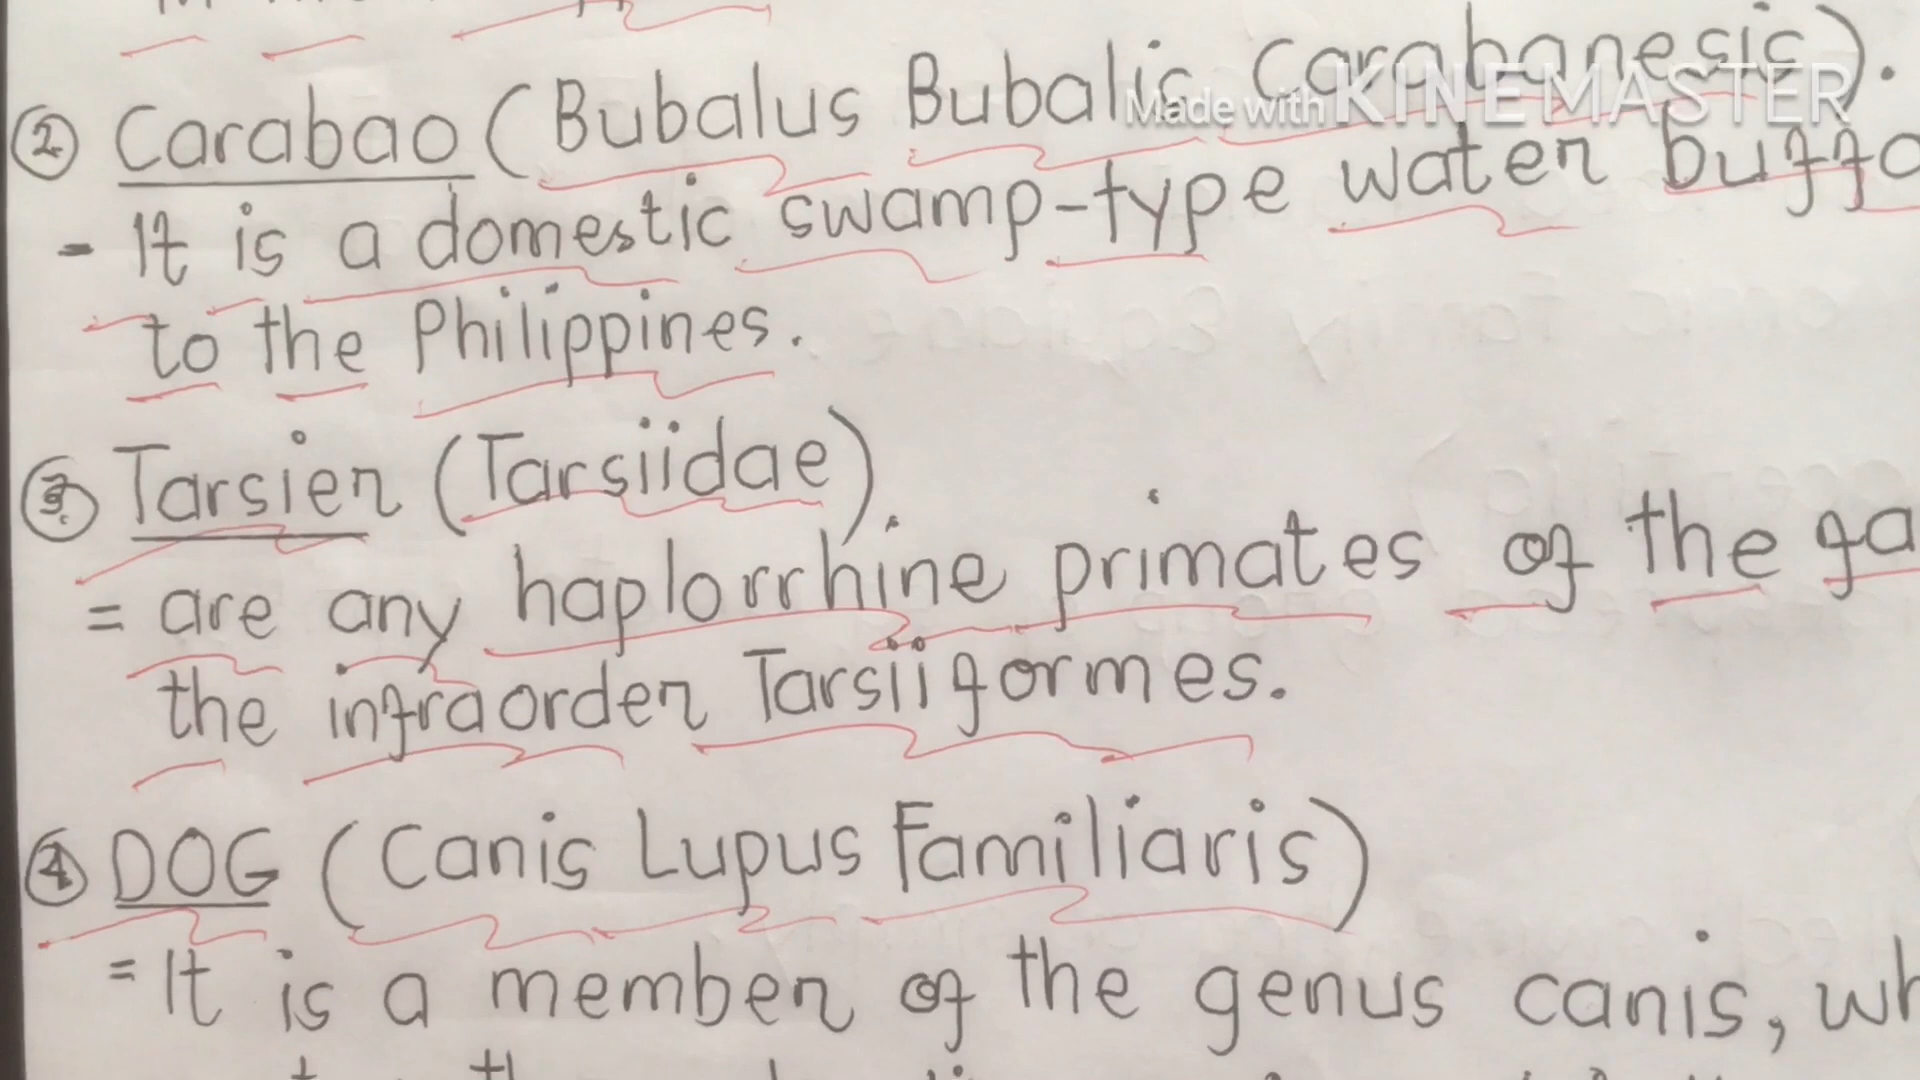 ② Carabao (Bubalus Bubalis Carabanesis).
Made with KINEMASTER
- It is a domestic swamp-type water buffa
to the Philippines.
③ Tarsier (Tarsiidae).
= are any haplorrhine primates of the fa
the infraorder Tarsiiformes.
④ DOG (Canis Lupus Familiaris)
= It is a member of the genus canis, wh